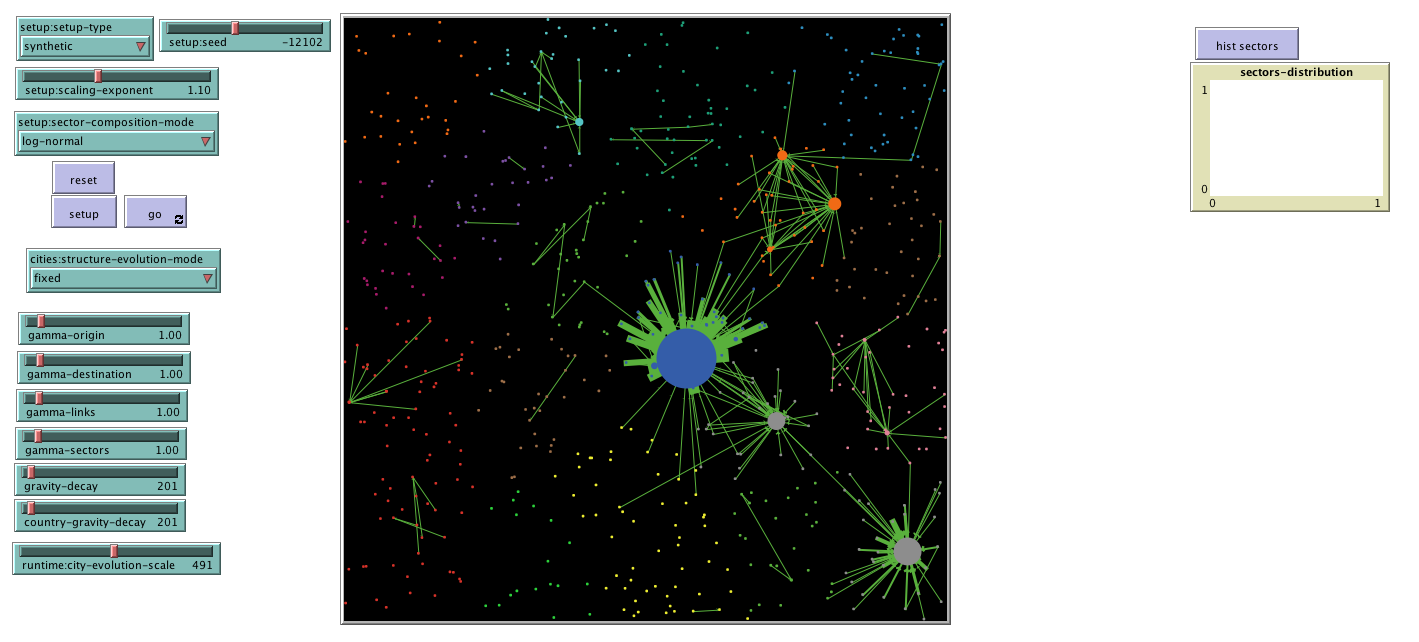 setup:setup-type
synthetic
setup:seed -12102
setup:scaling-exponent 1.10
setup:sector-composition-mode
log-normal
reset
setup
go
cities:structure-evolution-mode
fixed
gamma-origin 1.00
gamma-destination 1.00
gamma-links 1.00
gamma-sectors 1.00
gravity-decay 201
country-gravity-decay 201
runtime:city-evolution-scale 491
hist sectors
sectors-distribution
1
0
0 1